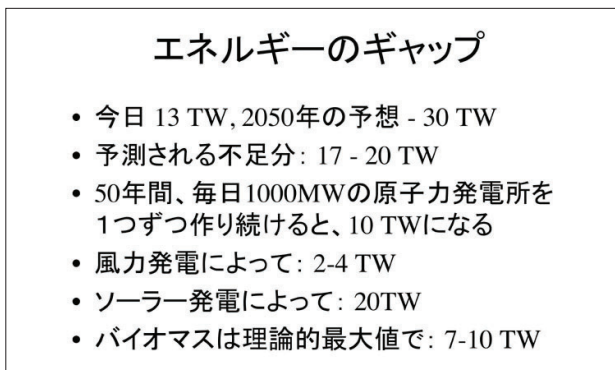 エネルギーのギャップ
• 今日 13 TW, 2050年の予想 - 30 TW
• 予測される不足分: 17 - 20 TW
• 50年間、毎日1000MWの原子力発電所を
１つずつ作り続けると、10 TWになる
• 風力発電によって: 2-4 TW
• ソーラー発電によって: 20TW
• バイオマスは理論的最大値で: 7-10 TW